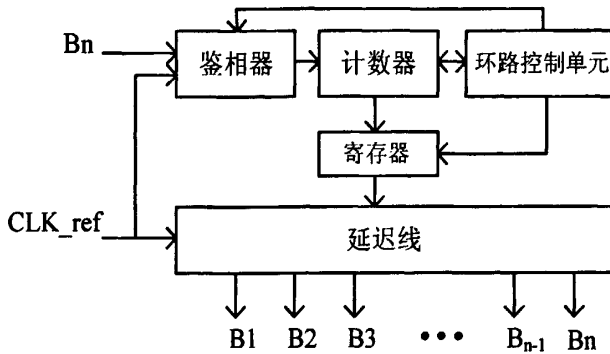 Bn
鉴相器
计数器
环路控制单元
寄存器
CLK_ref
延迟线
B1 B2 B3 ••• Bn-1 Bn